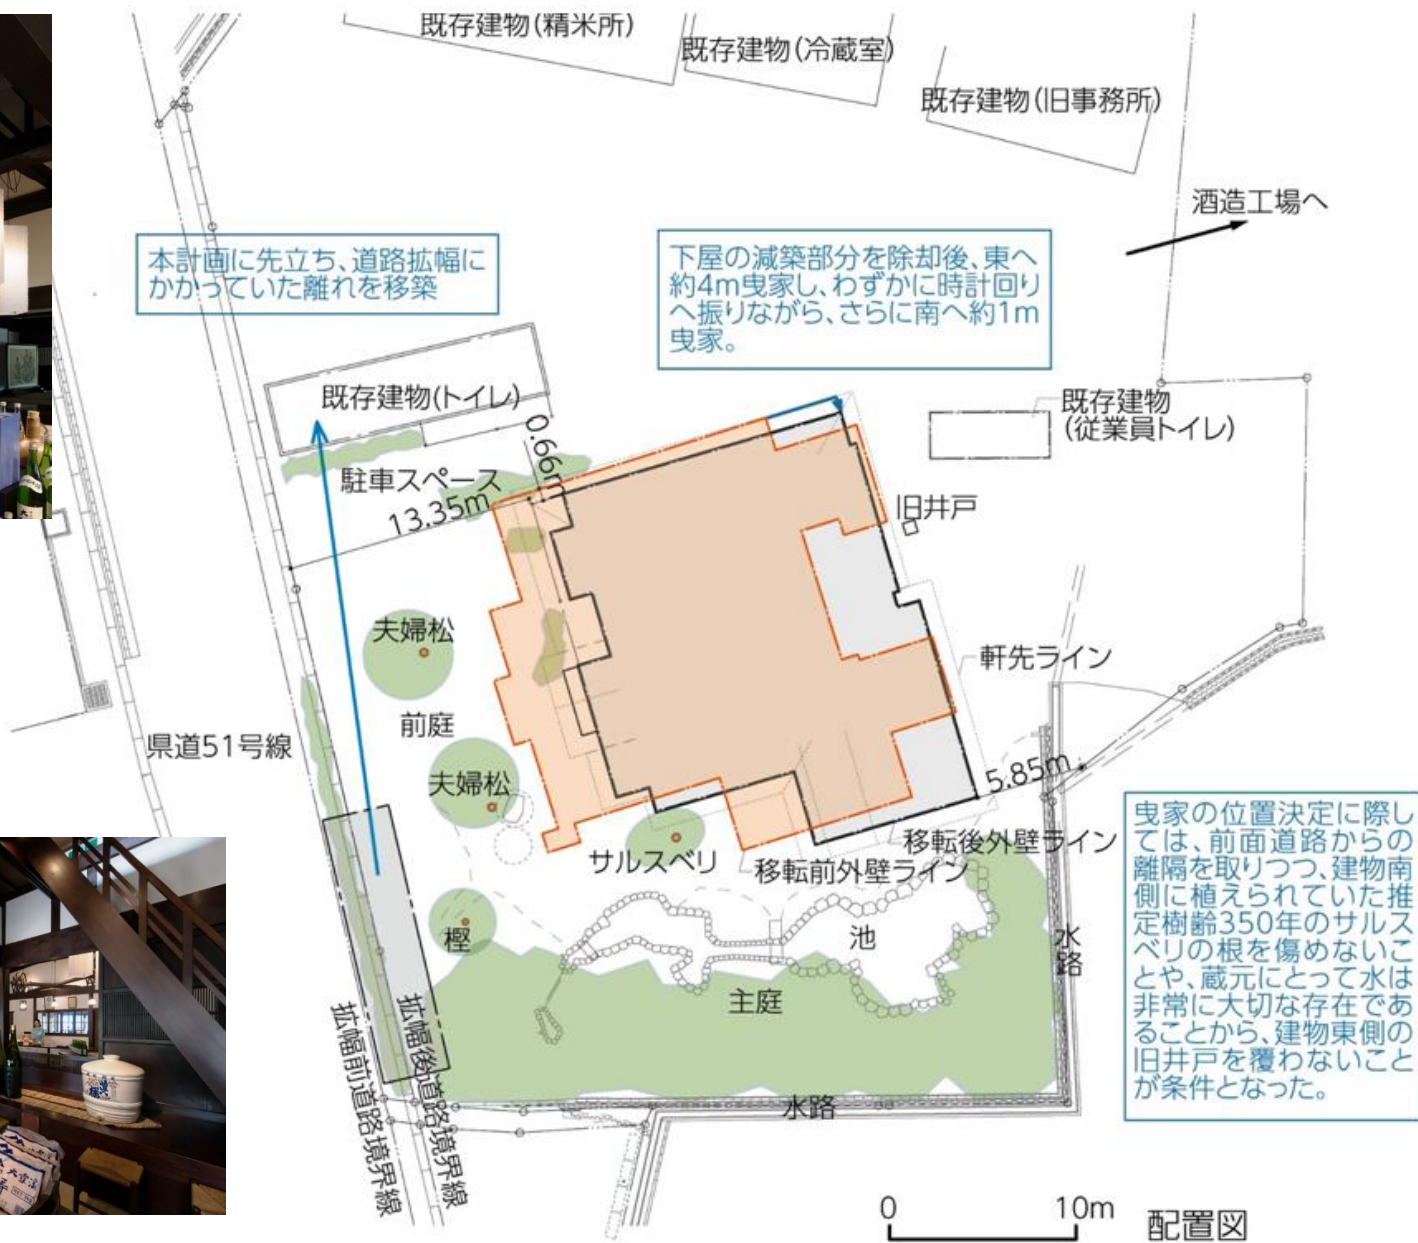 既存建物(精米所)
既存建物(冷蔵室)
既存建物(旧事務所)
酒造工場へ
本計画に先立ち、道路拡幅に
かかっていた離れを移築
下屋の減築部分を除却後、東へ
約4m曳家し、わずかに時計回り
へ振りながら、さらに南へ約1m
曳家。
既存建物(トイレ)
既存建物
(従業員トイレ)
0.66m
駐車スペース
13.35m
旧井戸
夫婦松
軒先ライン
前庭
県道51号線
夫婦松
5.85m
移転後外壁ライン
サルスベリ
移転前外壁ライン
樫
池
水路
主庭
曳家の位置決定に際し
ては、前面道路からの
離隔を取りつつ、建物南
側に植えられていた推
定樹齢350年のサルス
ベリの根を傷めないこ
とや、蔵元にとって水は
非常に大切な存在であ
ることから、建物東側の
旧井戸を覆わないこと
が条件となった。
拡幅前道路境界線
拡幅後道路境界線
水路
0 10m
配置図